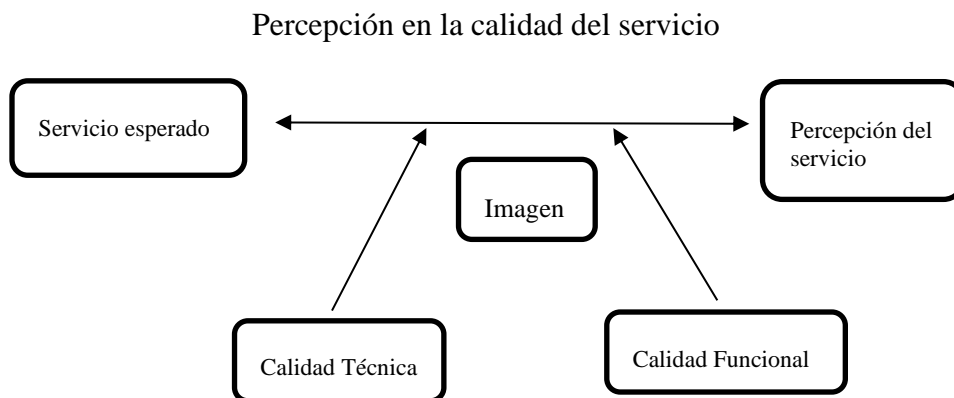 Percepción en la calidad del servicio
Servicio esperado
Percepción del
servicio
Imagen
Calidad Técnica
Calidad Funcional